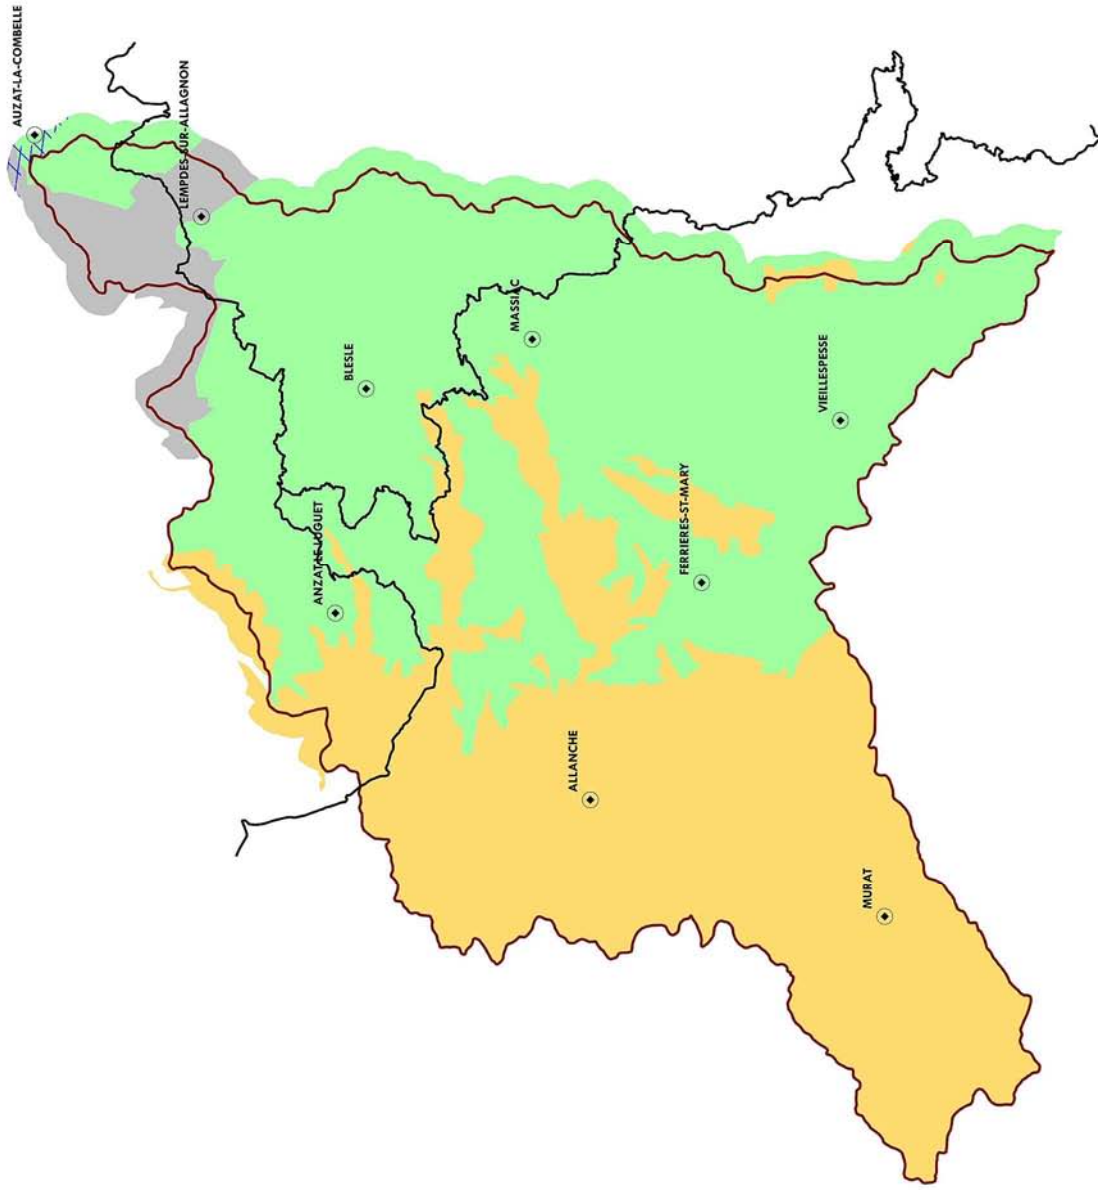 AUZAT-LA-COMBELLE
LEMPDES-SUR-ALLAGNON
BLESLE
MASSIAC
ANZAT-LE-LUGUET
VIEILLESPESSE
FERRIERES-ST-MARY
ALLANCHE
MURAT